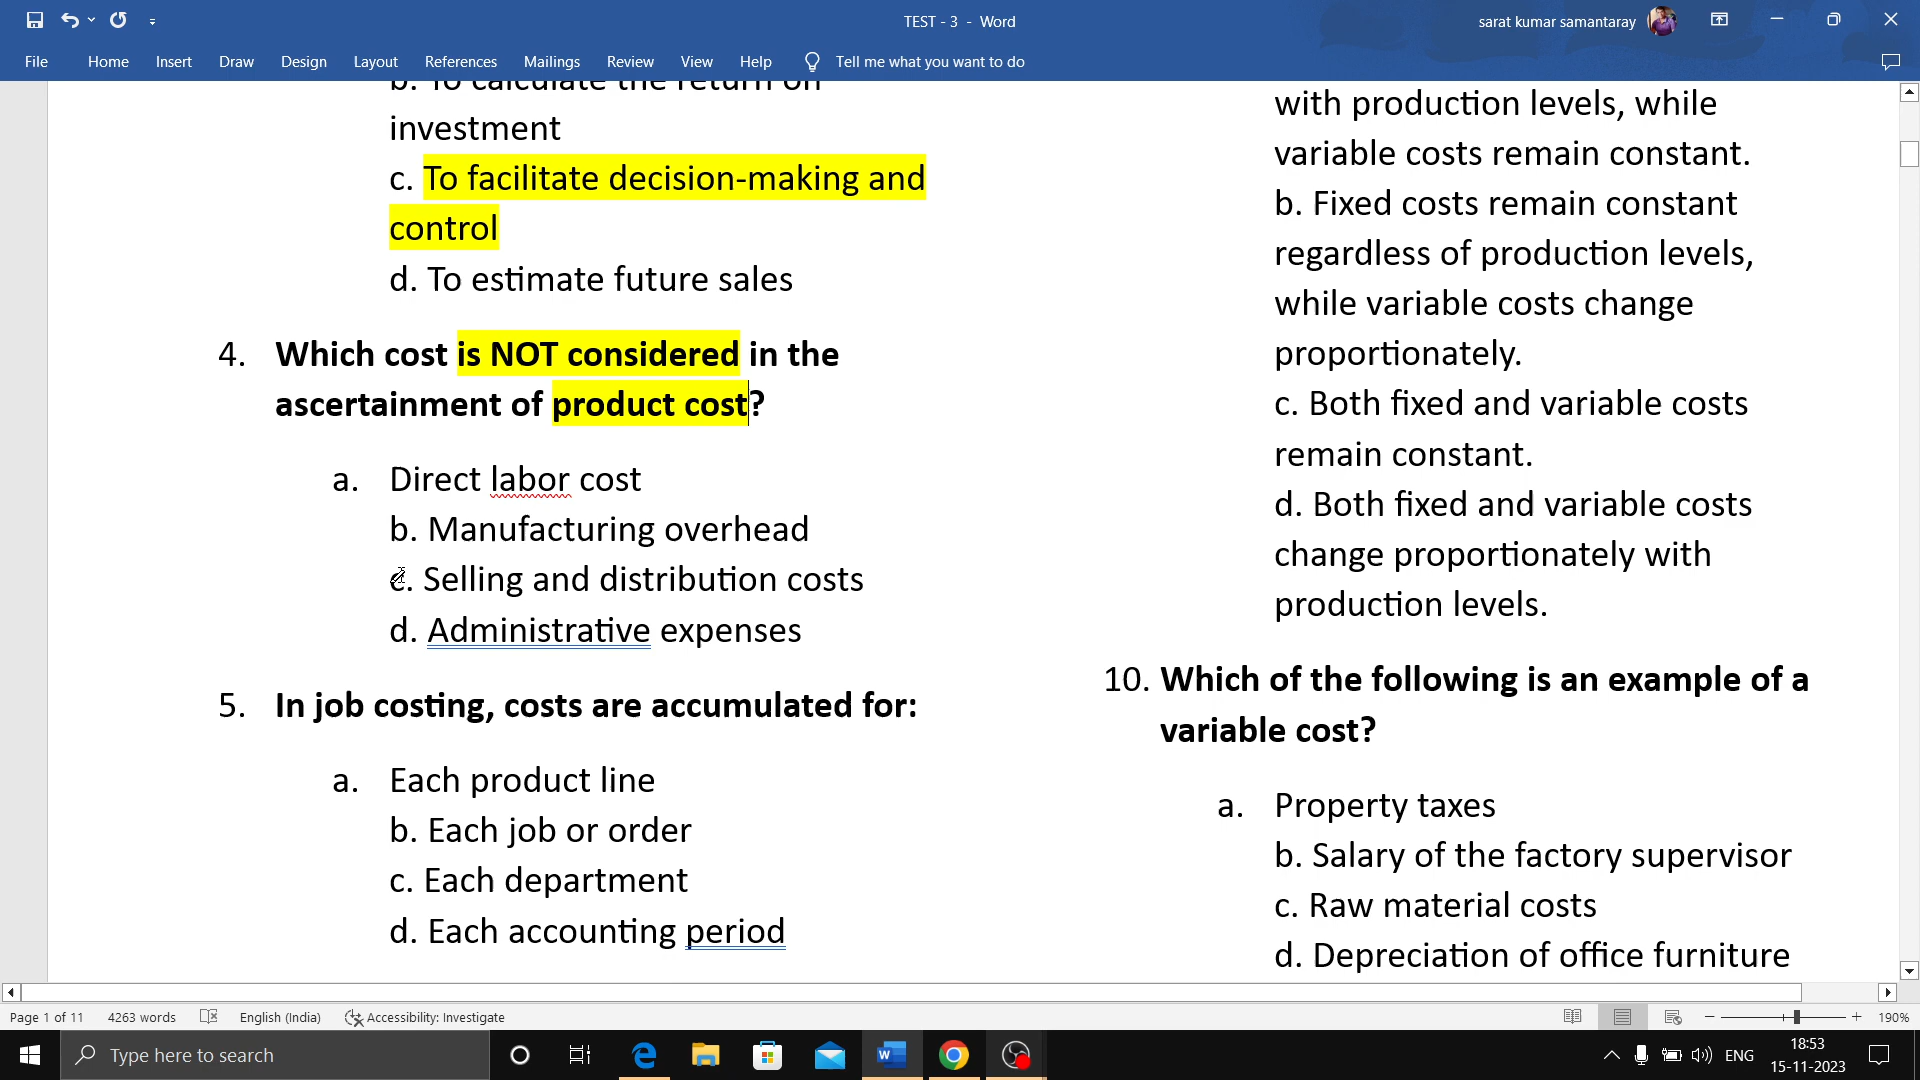 TEST - 3 - Word
sarat kumar samantaray
File Home Insert Draw Design Layout References Mailings Review View Help Tell me what you want to do
b. To calculate the return on
investment
c. To facilitate decision-making and
control
d. To estimate future sales
4. Which cost is NOT considered in the
ascertainment of product cost?
a. Direct labor cost
b. Manufacturing overhead
c. Selling and distribution costs
d. Administrative expenses
5. In job costing, costs are accumulated for:
a. Each product line
b. Each job or order
c. Each department
d. Each accounting period
with production levels, while
variable costs remain constant.
b. Fixed costs remain constant
regardless of production levels,
while variable costs change
proportionately.
c. Both fixed and variable costs
remain constant.
d. Both fixed and variable costs
change proportionately with
production levels.
10. Which of the following is an example of a
variable cost?
a. Property taxes
b. Salary of the factory supervisor
c. Raw material costs
d. Depreciation of office furniture
Page 1 of 11 4263 words English (India) Accessibility: Investigate 190%
Type here to search
ENG
18:53
15-11-2023